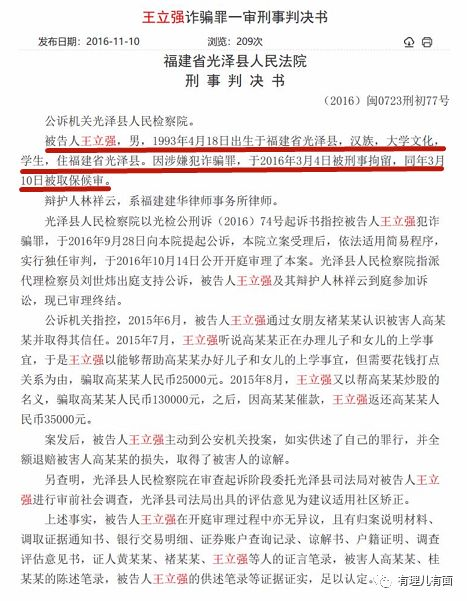 王立强诈骗罪一审刑事判决书
发布日期：2016-11-10 浏览：209次
福建省光泽县人民法院
刑 事 判 决 书
（2016）闽0723刑初77号
公诉机关光泽县人民检察院。
被告人王立强，男，1993年4月18日出生于福建省光泽县，汉族，大学文化，
学生，住福建省光泽县。因涉嫌犯诈骗罪，于2016年3月4日被刑事拘留，同年3月
10日被取保候审。
辩护人林祥云，系福建建华律师事务所律师。
光泽县人民检察院以光检公刑诉（2016）74号起诉书指控被告人王立强犯诈
骗罪，于2016年9月28日向本院提起公诉，本院立案受理后，依法适用简易程序，
实行独任审判，于2016年10月14日公开开庭审理了本案。光泽县人民检察院指派
代理检察员刘世炜出庭支持公诉，被告人王立强及其辩护人林祥云到庭参加诉
讼，现已审理终结。
公诉机关指控，2015年6月，被告人王立强通过女朋友褚某某认识被害人高某
某并取得其信任。2015年7月，王立强听说高某某正在办理儿子和女儿的上学事
宜，于是王立强以能够帮助高某某办好儿子和女儿的上学事宜，但需要花钱打点
关系为由，骗取高某某人民币25000元。2015年8月，王立强又以帮高某某炒股的
名义，骗取高某某人民币130000元，之后，因高某某催款，王立强返还高某某人
民币35000元。
案发后，被告人王立强主动到公安机关投案，如实供述了自己的罪行，并全
额退赔被害人高某某的损失，取得了被害人的谅解。
另查明，光泽县人民检察院在审查起诉阶段委托光泽县司法局对被告人王立
强进行审前社会调查，光泽县司法局出具的评估意见为建议适用社区矫正。
上述事实，被告人王立强在开庭审理过程中亦无异议，且有归案说明材料、
调取证据通知书、银行交易明细、证券账户查询记录、谅解书、户籍证明、调查
评估意见书，证人黄某某、褚某某、王立强等人的证言笔录，被害人高某某、桂
某某的陈述笔录，被告人王立强的供述笔录等证据证实，足以认定。
有理儿有面